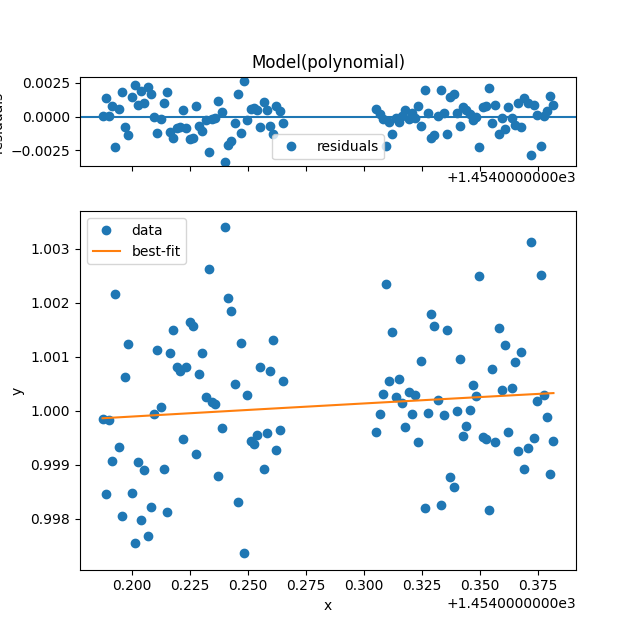 Model(polynomial)
0.0025
0.0000
−0.0025
residuals
residuals
+1.4540000000e3
data
best-fit
1.003
1.002
1.001
1.000
0.999
0.998
y
0.200
0.225
0.250
0.275
0.300
0.325
0.350
0.375
x
+1.4540000000e3